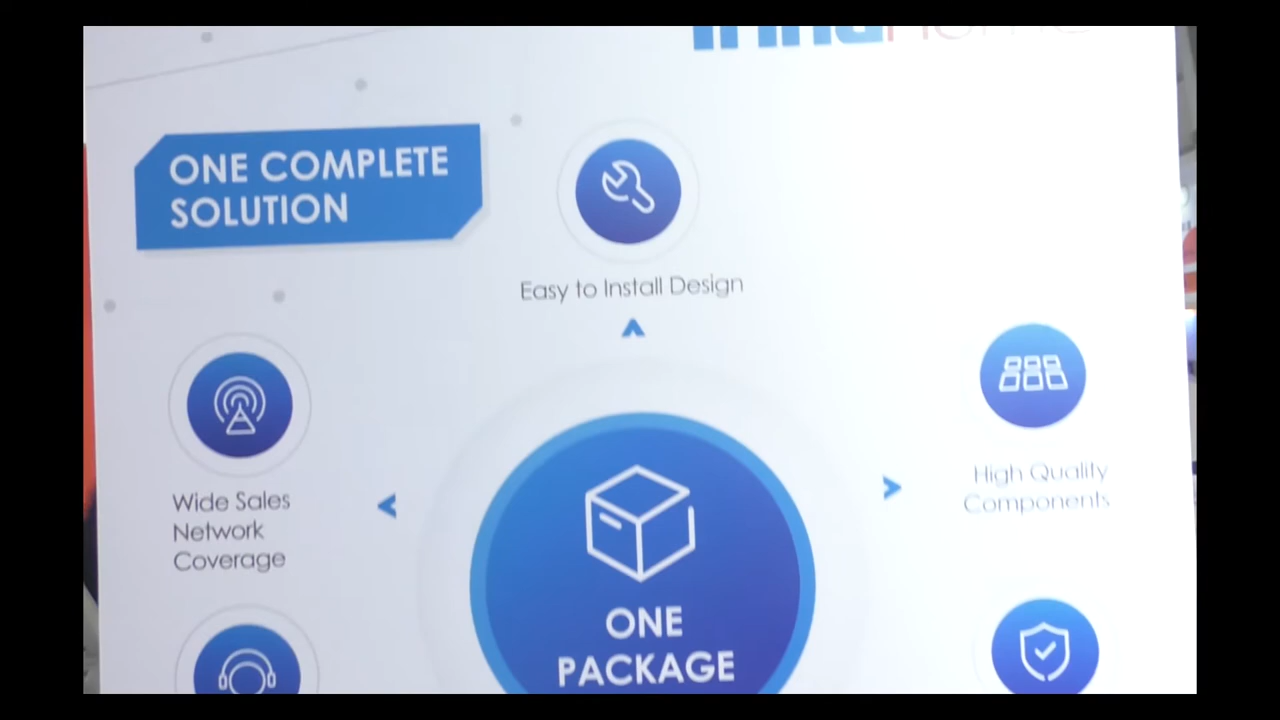 ONE COMPLETE
SOLUTION
Easy to Install Design
Wide Sales
Network
Coverage
High Quality
Components
ONE
PACKAGE